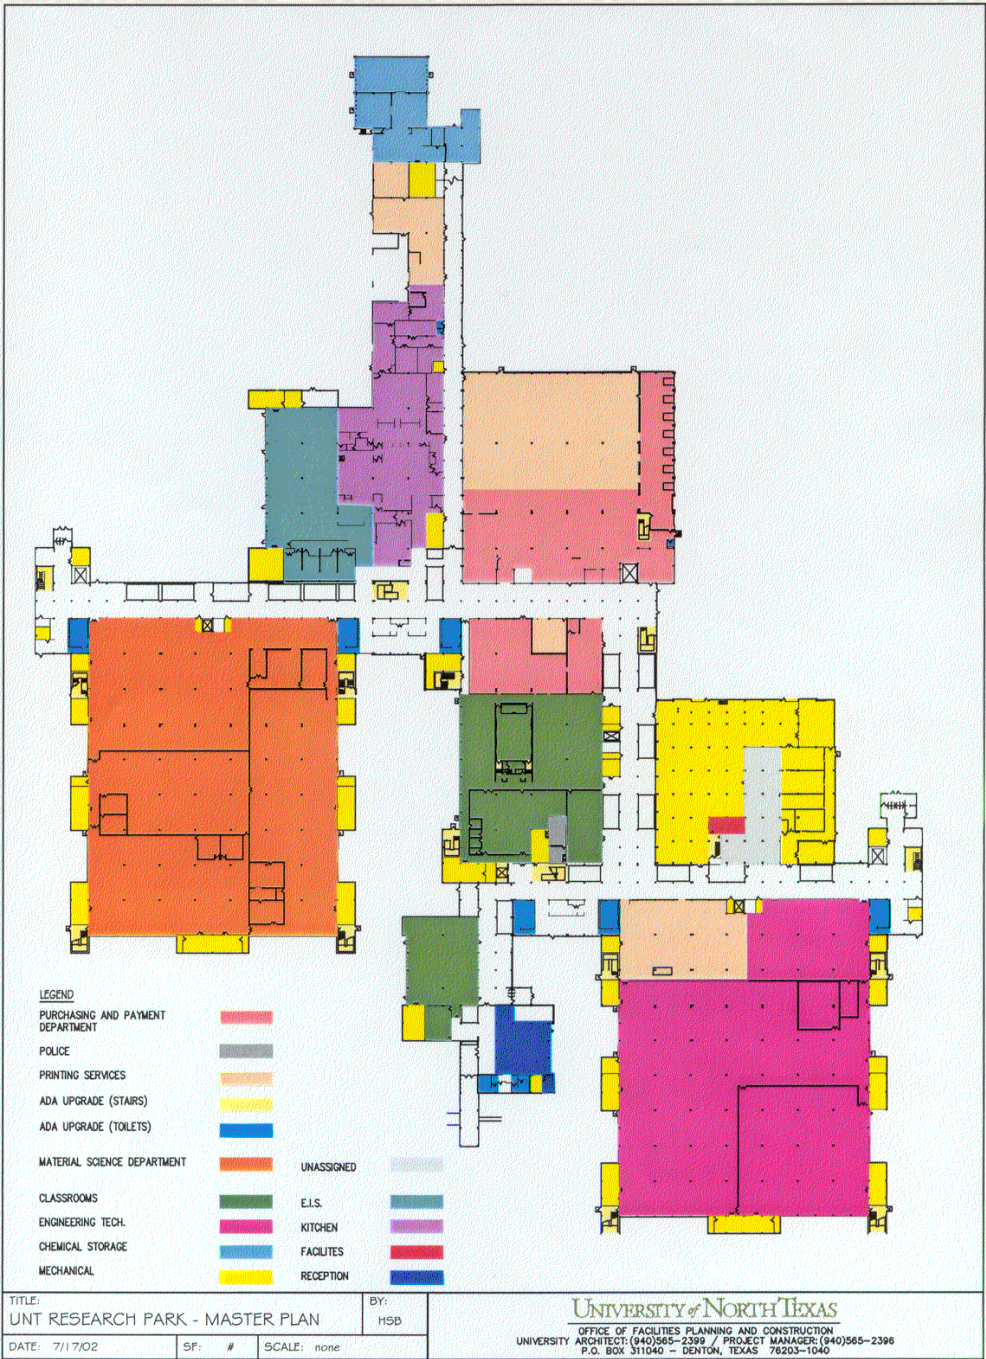 LEGEND
PURCHASING AND PAYMENT
DEPARTMENT
POLICE
PRINTING SERVICES
ADA UPGRADE (STAIRS)
ADA UPGRADE (TOILETS)
MATERIAL SCIENCE DEPARTMENT
CLASSROOMS
ENGINEERING TECH.
CHEMICAL STORAGE
MECHANICAL
UNASSIGNED
E.I.S.
KITCHEN
FACILITES
RECEPTION
TITLE:
UNT RESEARCH PARK - MASTER PLAN
BY:
HSB
DATE: 7/17/02
SF: #
SCALE: none
UNIVERSITY of NORTH TEXAS
OFFICE OF FACILITIES PLANNING AND CONSTRUCTION
UNIVERSITY ARCHITECT: (940)565-2399 / PROJECT MANAGER: (940)565-2396
P.O. BOX 311040 - DENTON, TEXAS 76203-1040